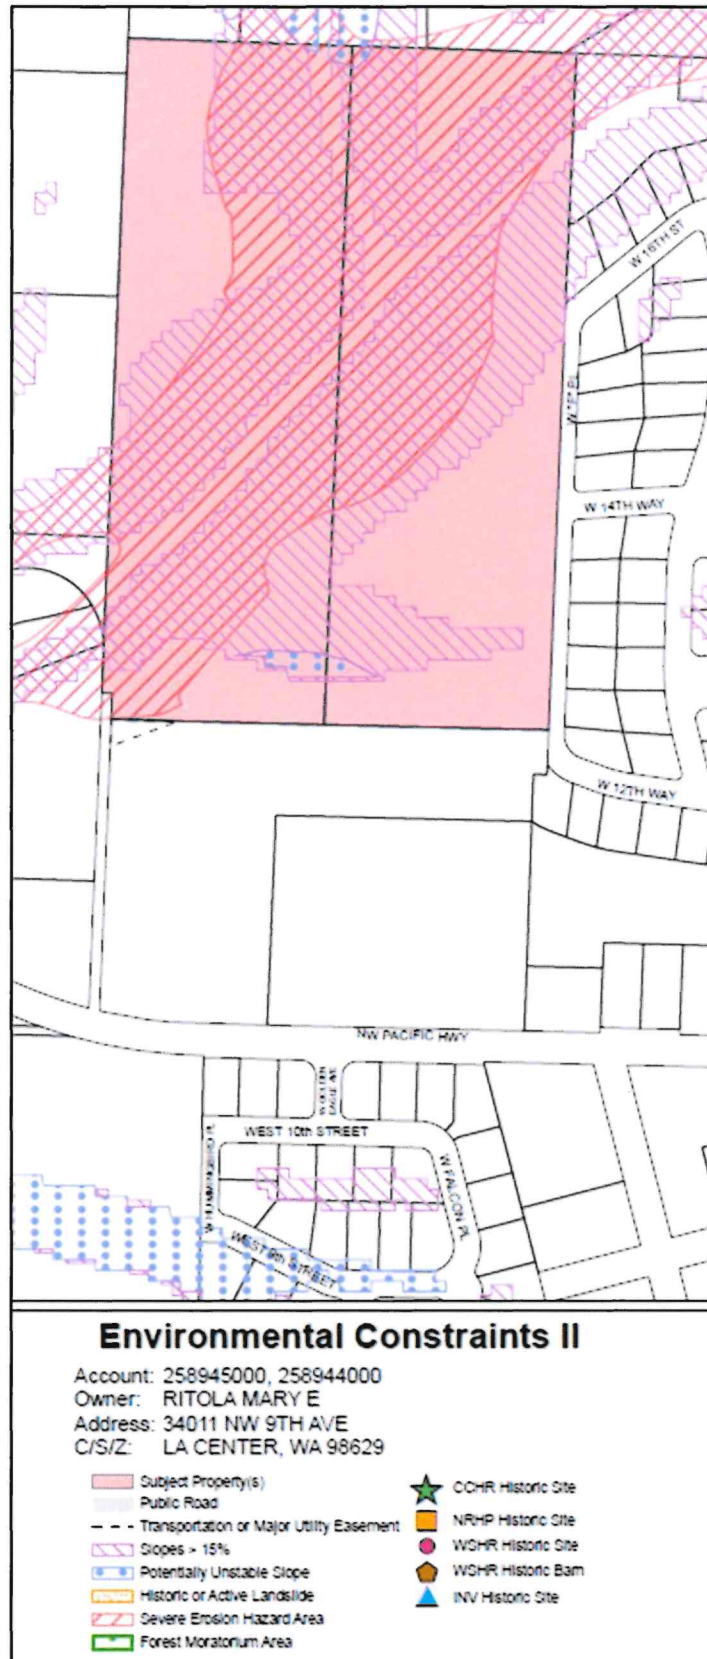 W 16TH ST
W 14TH WAY
W 12TH WAY
NW PACIFIC HWY
W GOLDEN
EAGLE AVE
WEST 10th STREET
W HUMMINGBIRD PL
W FALCON PL
WEST 9th STREET
Environmental Constraints II
Account: 258945000, 258944000
Owner: RITOLA MARY E
Address: 34011 NW 9TH AVE
C/S/Z: LA CENTER, WA 98629
Subject Property(s)
Public Road
Transportation or Major Utility Easement
Slopes > 15%
Potentially Unstable Slope
Historic or Active Landslide
Severe Erosion Hazard Area
Forest Moratorium Area
CCHR Historic Site
NRHP Historic Site
WSHR Historic Site
WSHR Historic Barn
INV Historic Site